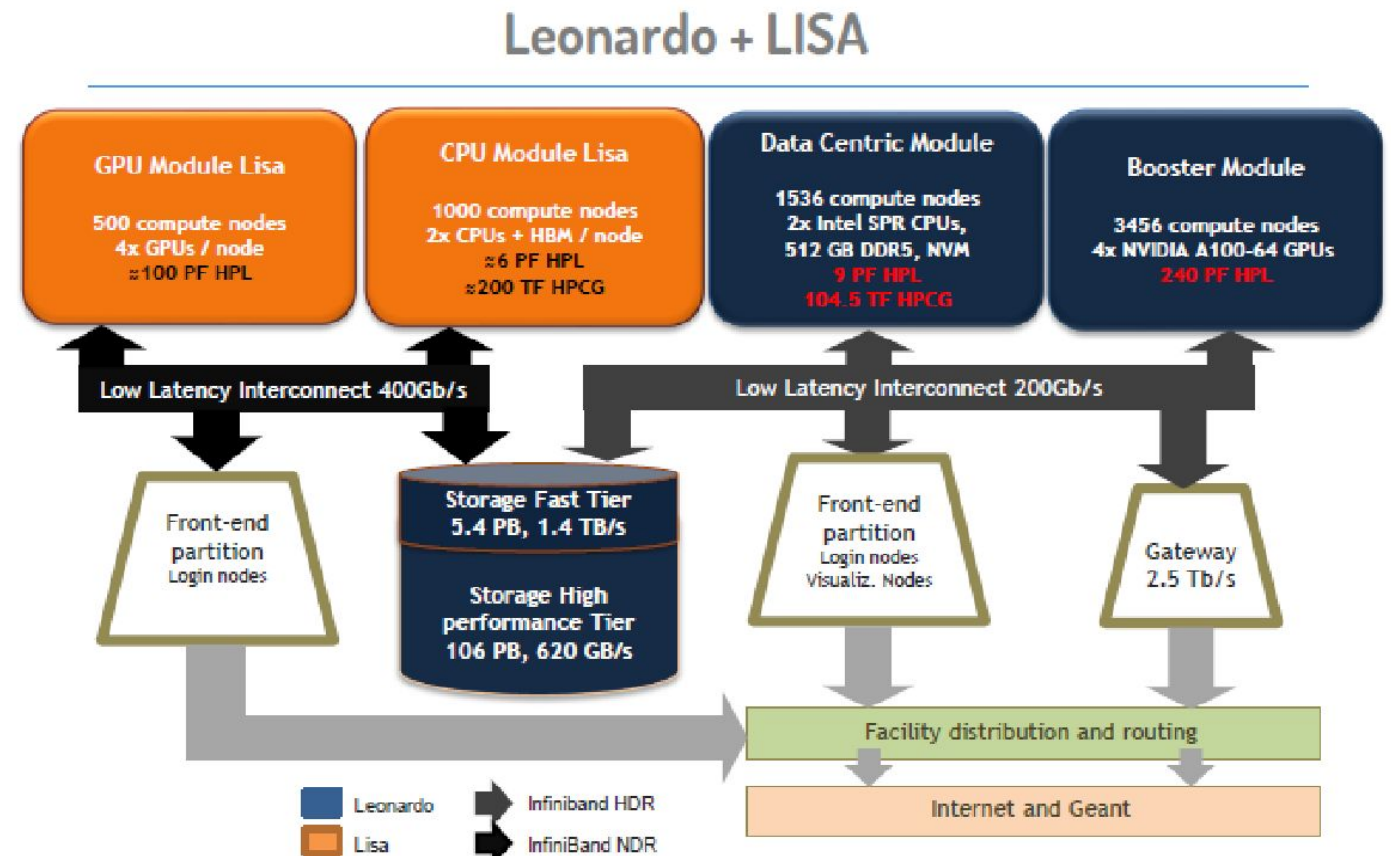 Leonardo + LISA
GPU Module Lisa
500 compute nodes
4x GPUs / node
≈100 PF HPL
CPU Module Lisa
1000 compute nodes
2x CPUs + HBM / node
≈6 PF HPL
≈200 TF HPCG
Data Centric Module
1536 compute nodes
2x Intel SPR CPUs,
512 GB DDR5, NVM
9 PF HPL
104.5 TF HPCG
Booster Module
3456 compute nodes
4x NVIDIA A100-64 GPUs
240 PF HPL
Low Latency Interconnect 400Gb/s
Low Latency Interconnect 200Gb/s
Front-end
partition
Login nodes
Storage Fast Tier
5.4 PB, 1.4 TB/s
Storage High
performance Tier
106 PB, 620 GB/s
Front-end
partition
Login nodes
Visualiz. Nodes
Gateway
2.5 Tb/s
Facility distribution and routing
Internet and Geant
Leonardo
Infiniband HDR
Lisa
InfiniBand NDR